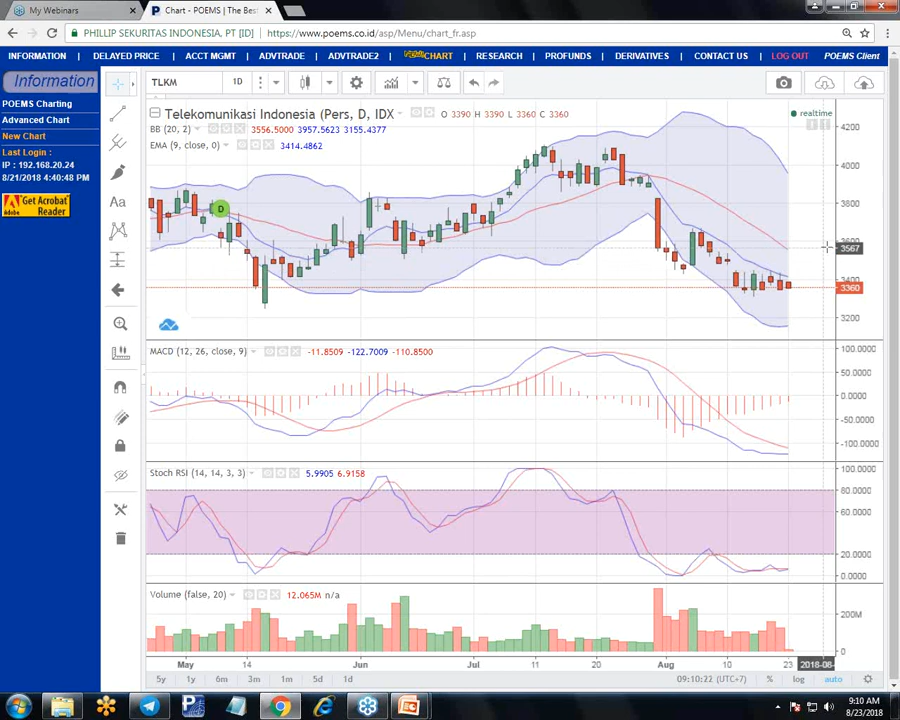 My Webinars
Chart - POEMS | The Bes
PHILLIP SEKURITAS INDONESIA, PT [ID]
https://www.poems.co.id/asp/Menu/chart_fr.asp
INFORMATION DELAYED PRICE ACCT MGMT ADVTRADE ADVTRADE2 CHART RESEARCH PROFUNDS DERIVATIVES CONTACT US LOG OUT POEMS Client
Information
POEMS Charting
Advanced Chart
New Chart
Last Login :
IP : 192.168.20.24
8/21/2018 4:40:48 PM
Get Acrobat
Reader
Adobe
TLKM 1D
Telekomunikasi Indonesia (Pers, D, IDX O 3390 H 3390 L 3360 C 3360
realtime
BB (20, 2) 3556.5000 3957.5623 3155.4377
EMA (9, close, 0) 3414.4862
Aa
D
4200
4000
3800
3567
3400
3360
3200
MACD (12, 26, close, 9) -11.8509 -122.7009 -110.8500
100.0000
50.0000
0.0000
-50.0000
-100.0000
Stoch RSI (14, 14, 3, 3) 5.9905 6.9158
100.0000
80.0000
60.0000
20.0000
0.0000
Volume (false, 20) 12.065M n/a
200M
0
May 14 Jun Jul 11 20 Aug 10 23 2018-08-
5y 1y 6m 3m 1m 5d 1d 09:10:22 (UTC+7) % log auto
9:10 AM
8/23/2018